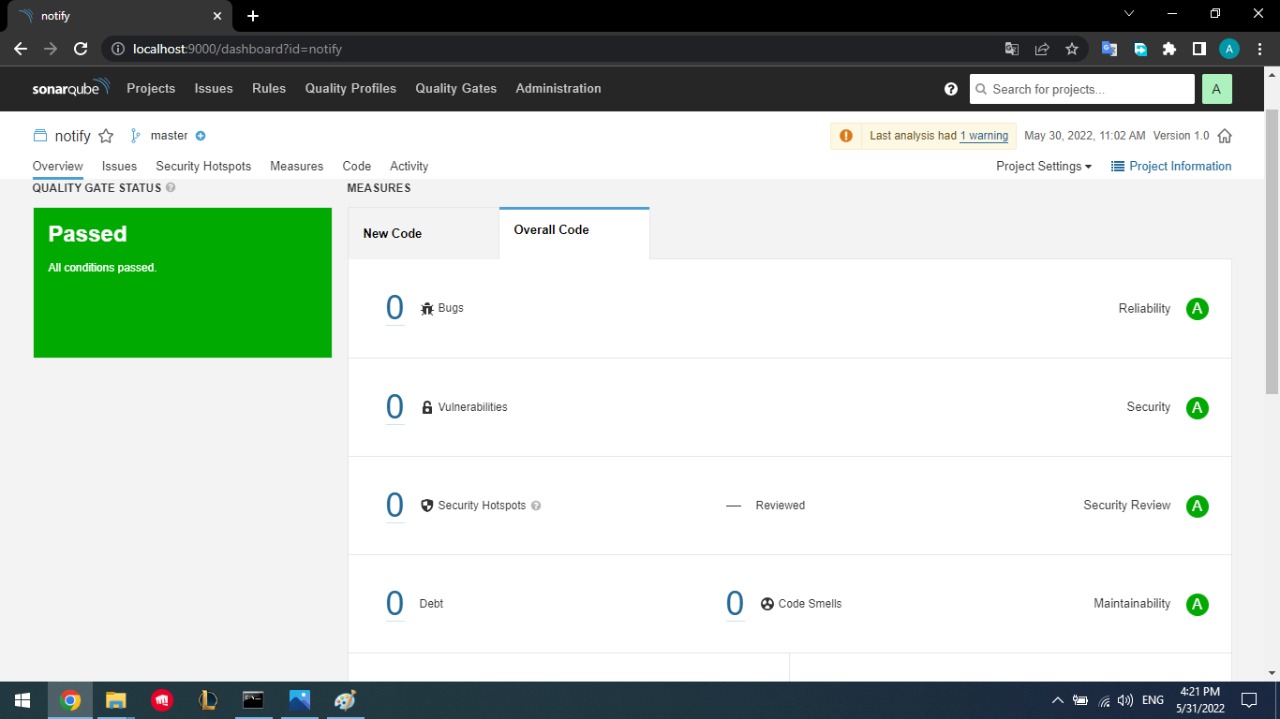 notify
localhost:9000/dashboard?id=notify
A
sonarqube Projects Issues Rules Quality Profiles Quality Gates Administration
Search for projects...
A
notify master
Last analysis had 1 warning May 30, 2022, 11:02 AM Version 1.0
Overview Issues Security Hotspots Measures Code Activity
Project Settings Project Information
QUALITY GATE STATUS
MEASURES
Passed
All conditions passed.
New Code Overall Code
0 Bugs Reliability A
0 Vulnerabilities Security A
0 Security Hotspots — Reviewed Security Review A
0 Debt 0 Code Smells Maintainability A
ENG
4:21 PM
5/31/2022